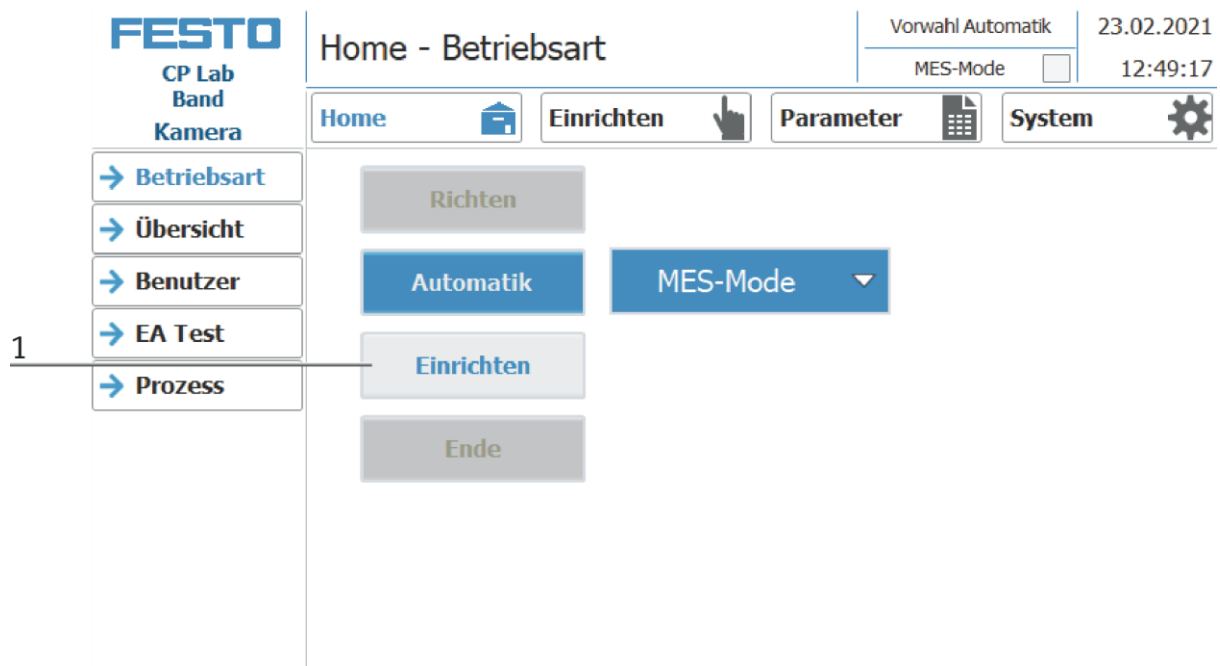 FESTO
CP Lab
Band
Kamera
Home - Betriebsart
Vorwahl Automatik
MES-Mode
23.02.2021
12:49:17
Home
Einrichten
Parameter
System
Betriebsart
Übersicht
Benutzer
EA Test
Prozess
Richten
Automatik
MES-Mode
1
Einrichten
Ende